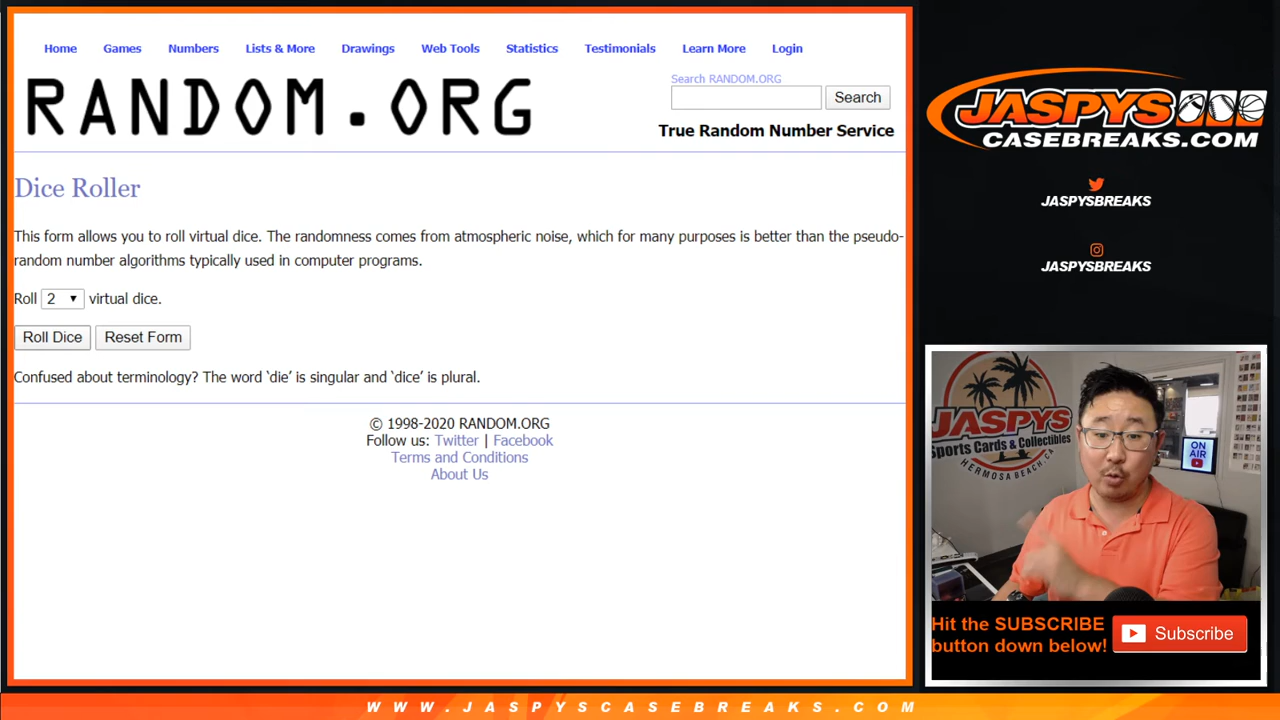 Home Games Numbers Lists & More Drawings Web Tools Statistics Testimonials Learn More Login
RANDOM.ORG
Search RANDOM.ORG
Search
True Random Number Service
Dice Roller
This form allows you to roll virtual dice. The randomness comes from atmospheric noise, which for many purposes is better than the pseudo-
random number algorithms typically used in computer programs.
Roll 2 virtual dice.
Roll Dice Reset Form
Confused about terminology? The word ‘die’ is singular and ‘dice’ is plural.
© 1998-2020 RANDOM.ORG
Follow us: Twitter | Facebook
Terms and Conditions
About Us
JASPYS
CASEBREAKS.COM
JASPYSBREAKS
JASPYSBREAKS
JASPYS
Sports Cards & Collectibles
HERMOSA BEACH, CA
ON
AIR
Hit the SUBSCRIBE
button down below!
Subscribe
WWW.JASPYSCASEBREAKS.COM